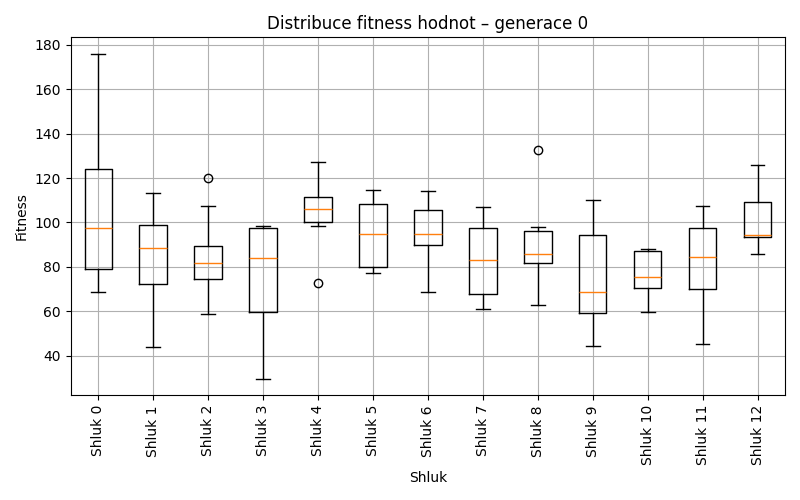 Distribuce fitness hodnot – generace 0
Fitness
180
160
140
120
100
80
60
40
Shluk 0
Shluk 1
Shluk 2
Shluk 3
Shluk 4
Shluk 5
Shluk 6
Shluk 7
Shluk 8
Shluk 9
Shluk 10
Shluk 11
Shluk 12
Shluk